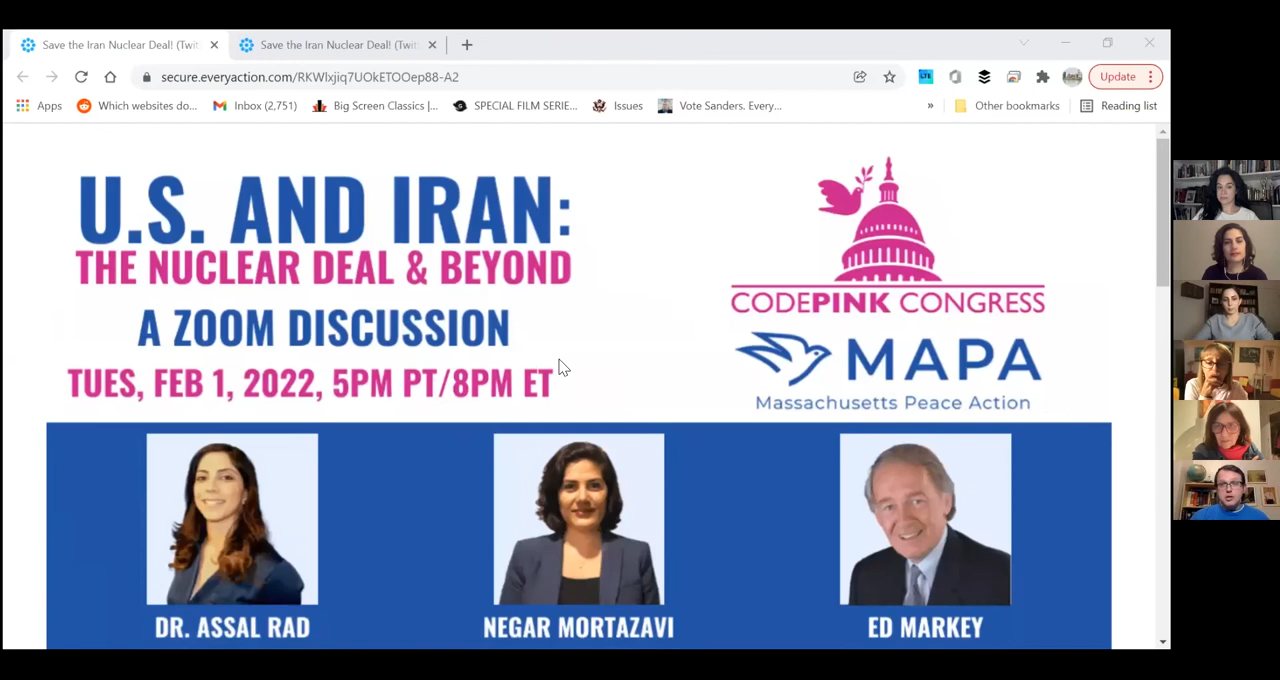 Save the Iran Nuclear Deal! (Twit
Save the Iran Nuclear Deal! (Twit
secure.everyaction.com/RKWlxjiq7UOkETOOep88-A2
Update
Apps
Which websites do...
Inbox (2,751)
Big Screen Classics |...
SPECIAL FILM SERIE...
Issues
Vote Sanders. Every...
»
Other bookmarks
Reading list
U.S. AND IRAN:
THE NUCLEAR DEAL & BEYOND
A ZOOM DISCUSSION
TUES, FEB 1, 2022, 5PM PT/8PM ET
CODEPINK CONGRESS
MAPA
Massachusetts Peace Action
DR. ASSAL RAD
NEGAR MORTAZAVI
ED MARKEY